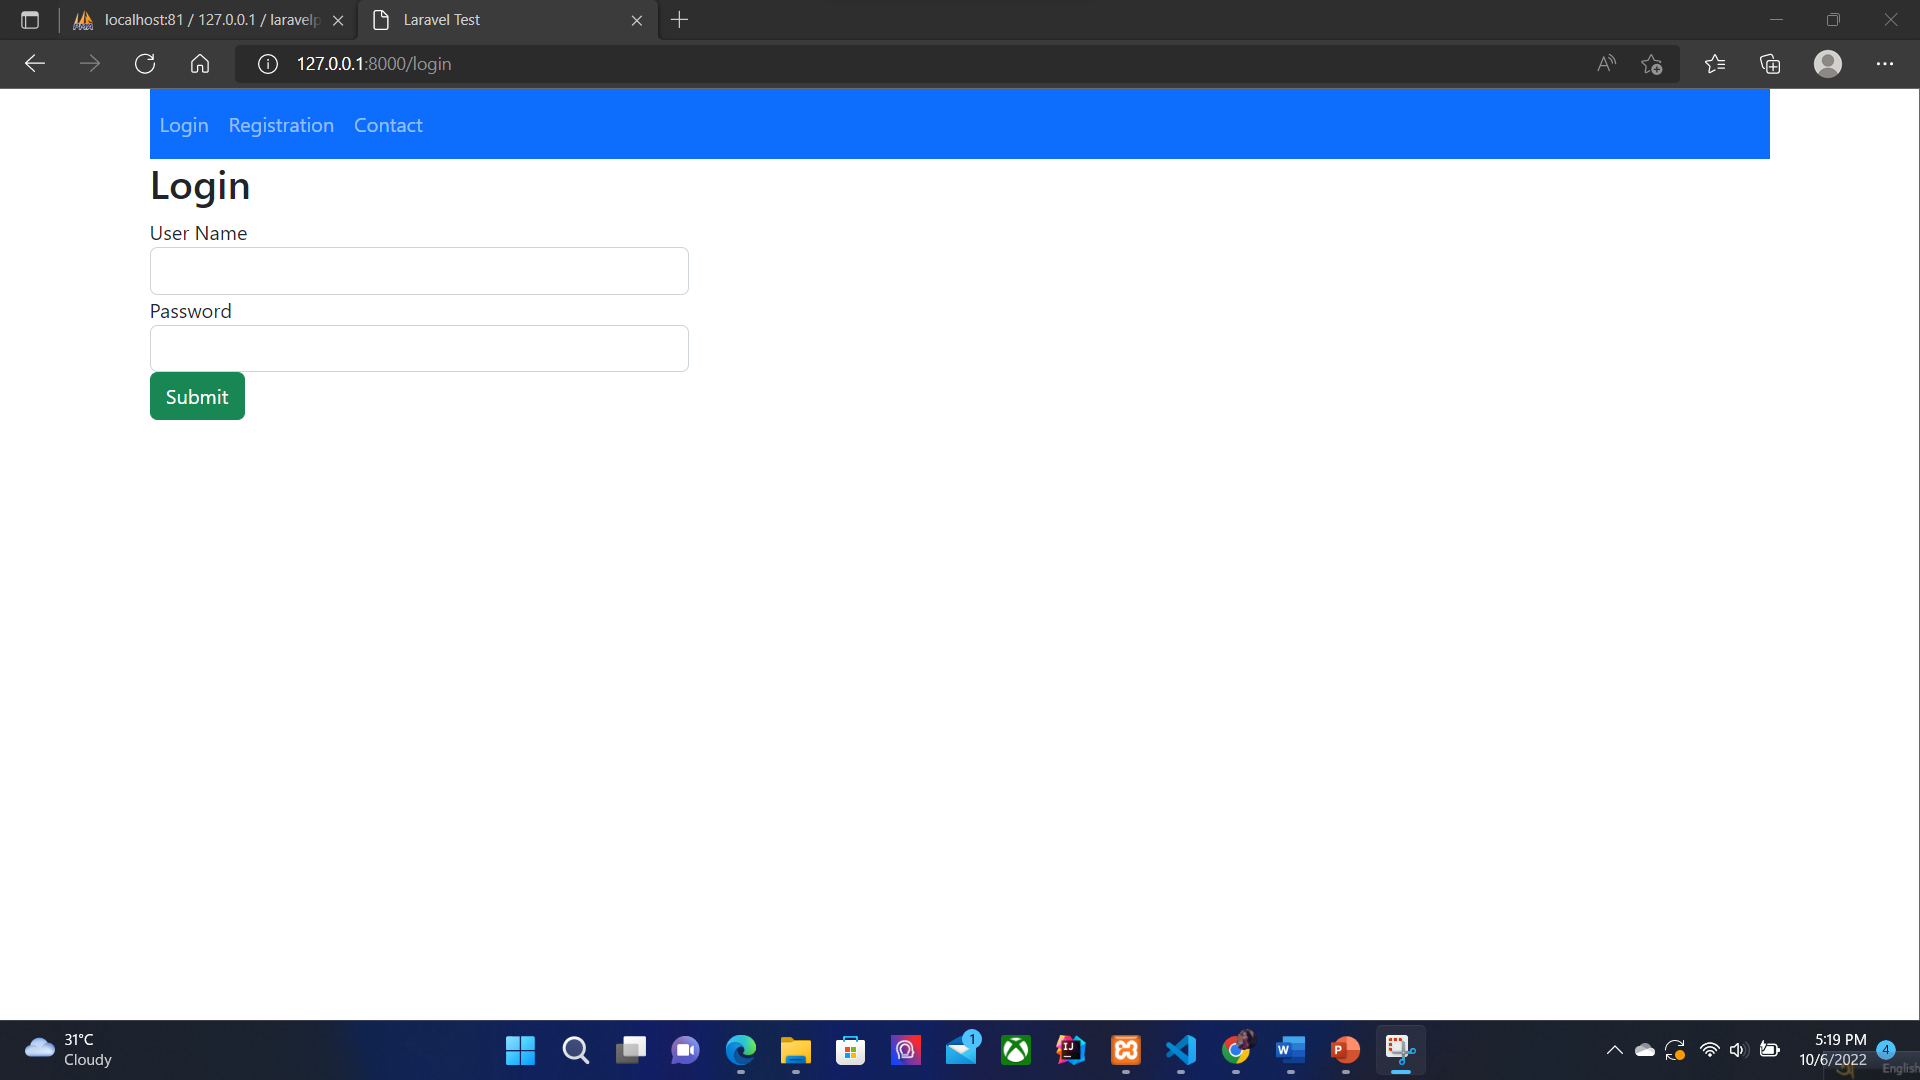 localhost:81 / 127.0.0.1 / laravelp
Laravel Test
127.0.0.1:8000/login
Login Registration Contact
Login
User Name
Password
Submit
31°C
Cloudy
1
IJ
W
P
5:19 PM
10/6/2022
4
English